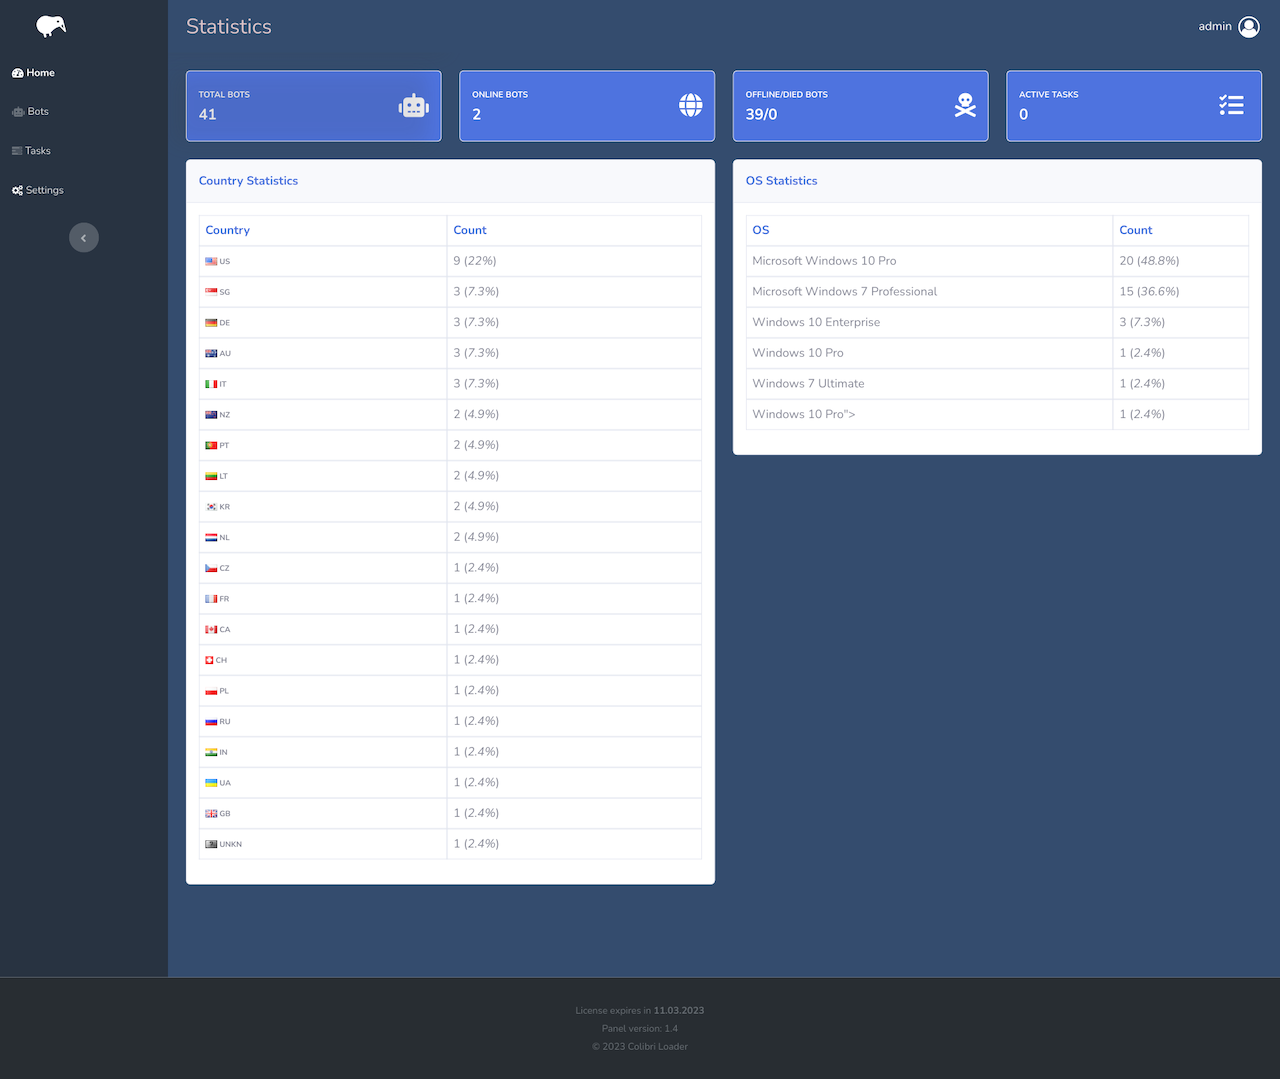 Statistics
admin
Home
Bots
Tasks
Settings
TOTAL BOTS
41
ONLINE BOTS
2
OFFLINE/DIED BOTS
39/0
ACTIVE TASKS
0
Country Statistics
Country Count
US 9 (22%)
SG 3 (7.3%)
DE 3 (7.3%)
AU 3 (7.3%)
IT 3 (7.3%)
NZ 2 (4.9%)
PT 2 (4.9%)
LT 2 (4.9%)
KR 2 (4.9%)
NL 2 (4.9%)
CZ 1 (2.4%)
FR 1 (2.4%)
CA 1 (2.4%)
CH 1 (2.4%)
PL 1 (2.4%)
RU 1 (2.4%)
IN 1 (2.4%)
UA 1 (2.4%)
GB 1 (2.4%)
UNKN 1 (2.4%)
OS Statistics
OS Count
Microsoft Windows 10 Pro 20 (48.8%)
Microsoft Windows 7 Professional 15 (36.6%)
Windows 10 Enterprise 3 (7.3%)
Windows 10 Pro 1 (2.4%)
Windows 7 Ultimate 1 (2.4%)
Windows 10 Pro"> 1 (2.4%)
License expires in 11.03.2023
Panel version: 1.4
© 2023 Colibri Loader